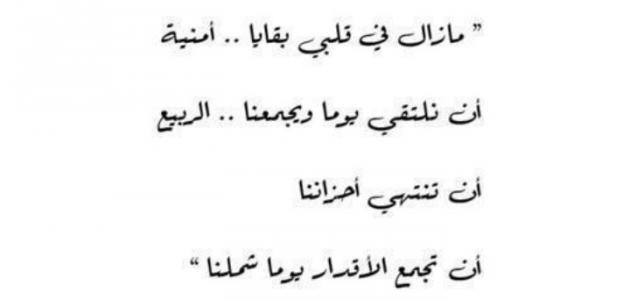 ” مازال في قلبي بقايا .. أمنية
أن نلتقي يوما ويجمعنا .. الربيع
أن تنتهي أحزاننا
أن تجمع الأقدار يوما شملنا “